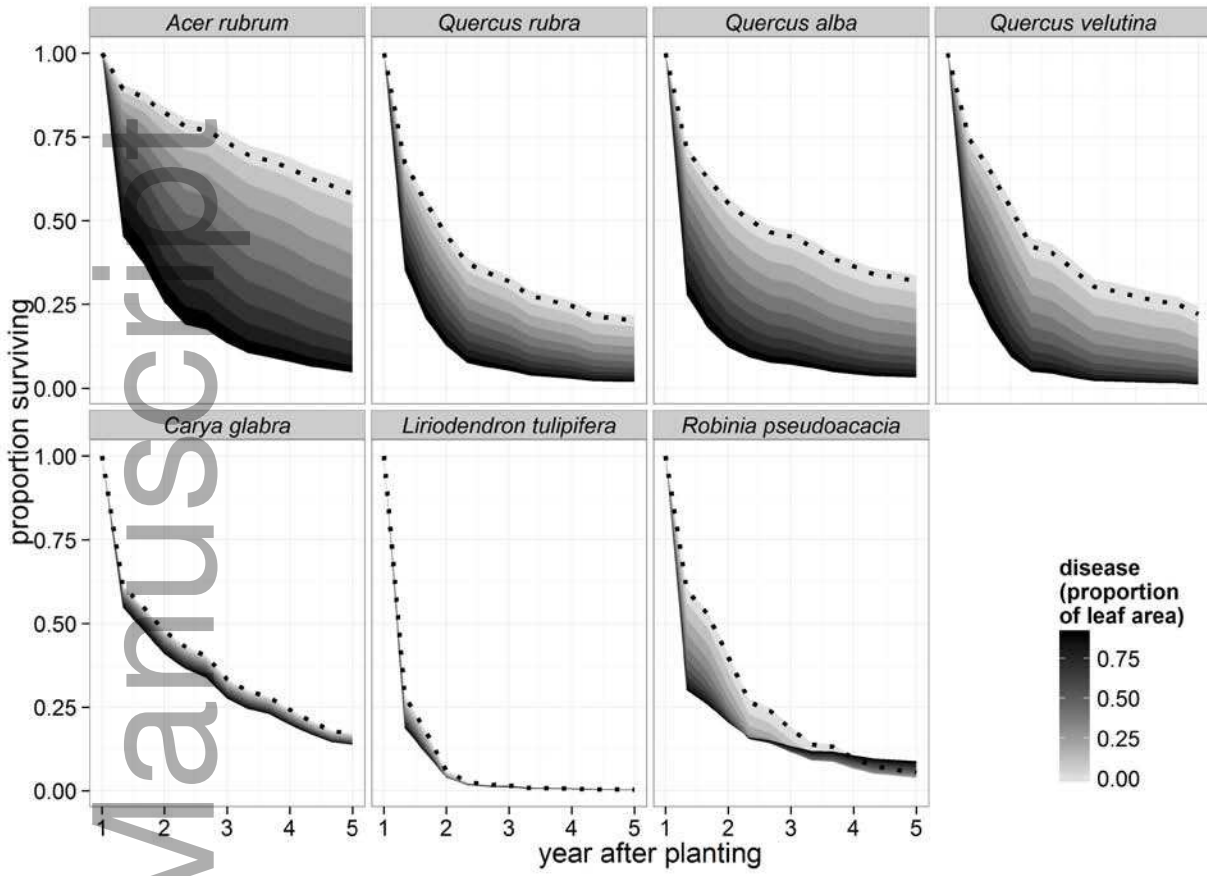 Acer rubrum
Quercus rubra
Quercus alba
Quercus velutina
1.00
0.75
0.50
0.25
0.00
Carya glabra
Liriodendron tulipifera
Robinia pseudoacacia
1.00
0.75
0.50
0.25
0.00
proportion surviving
1 2 3 4 5
1 2 3 4 5
1 2 3 4 5
year after planting
disease
(proportion
of leaf area)
0.75
0.50
0.25
0.00
Manuscript